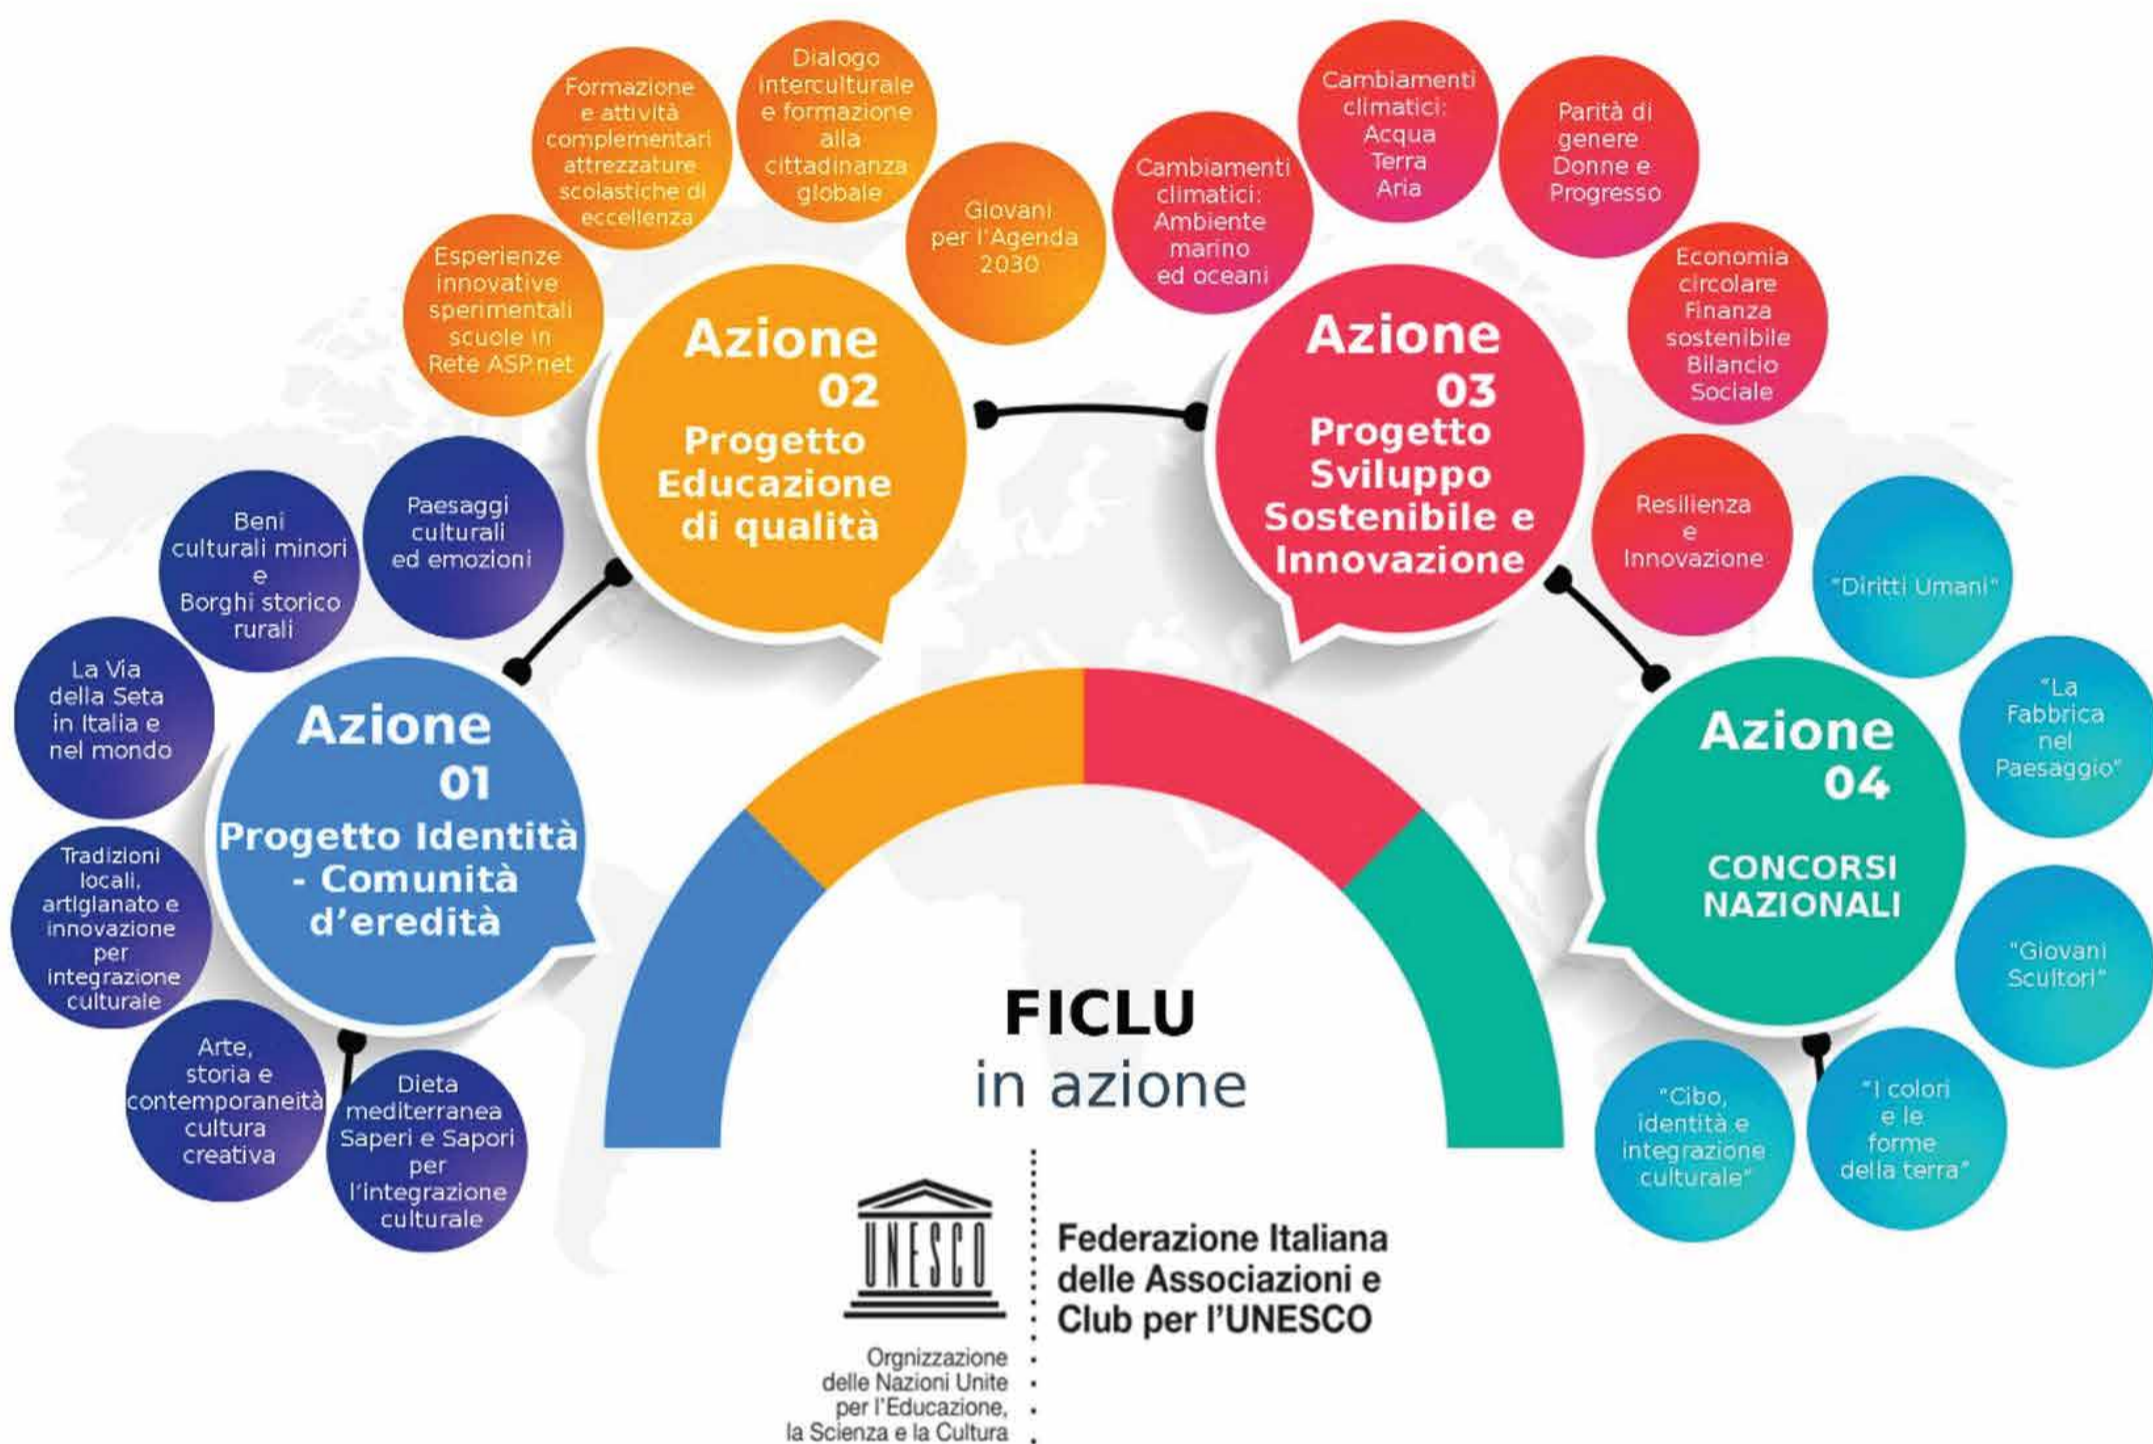 Dieta
mediterranea
Saperi e Sapori
per
l'integrazione
culturale
Arte,
storia e
contemporaneità
cultura
creativa
Tradizioni
locali,
artigianato e
innovazione
per
integrazione
culturale
La Via
della Seta
in Italia e
nel mondo
Beni
culturali minori
e
Borghi storico
rurali
Paesaggi
culturali
ed emozioni
Azione
01
Progetto Identità
- Comunità
d'eredità
Esperienze
innovative
sperimentali
scuole in
Rete ASP.net
Formazione
e attività
complementari
attrezzature
scolastiche di
eccellenza
Dialogo
interculturale
e formazione
alla
cittadinanza
globale
Giovani
per l'Agenda
2030
Azione
02
Progetto
Educazione
di qualità
Cambiamenti
climatici:
Ambiente
marino
ed oceani
Cambiamenti
climatici:
Acqua
Terra
Aria
Parità di
genere
Donne e
Progresso
Economia
circolare
Finanza
sostenibile
Bilancio
Sociale
Resilienza
e
Innovazione
Azione
03
Progetto
Sviluppo
Sostenibile e
Innovazione
"Diritti Umani"
"La
Fabbrica
nel
Paesaggio"
"Giovani
Scultori"
"I colori
e le
forme
della terra"
"Cibo,
identità e
integrazione
culturale"
Azione
04
CONCORSI
NAZIONALI
FICLU
in azione
UNESCO
Orgnizzazione
delle Nazioni Unite
per l'Educazione,
la Scienza e la Cultura
Federazione Italiana
delle Associazioni e
Club per l'UNESCO